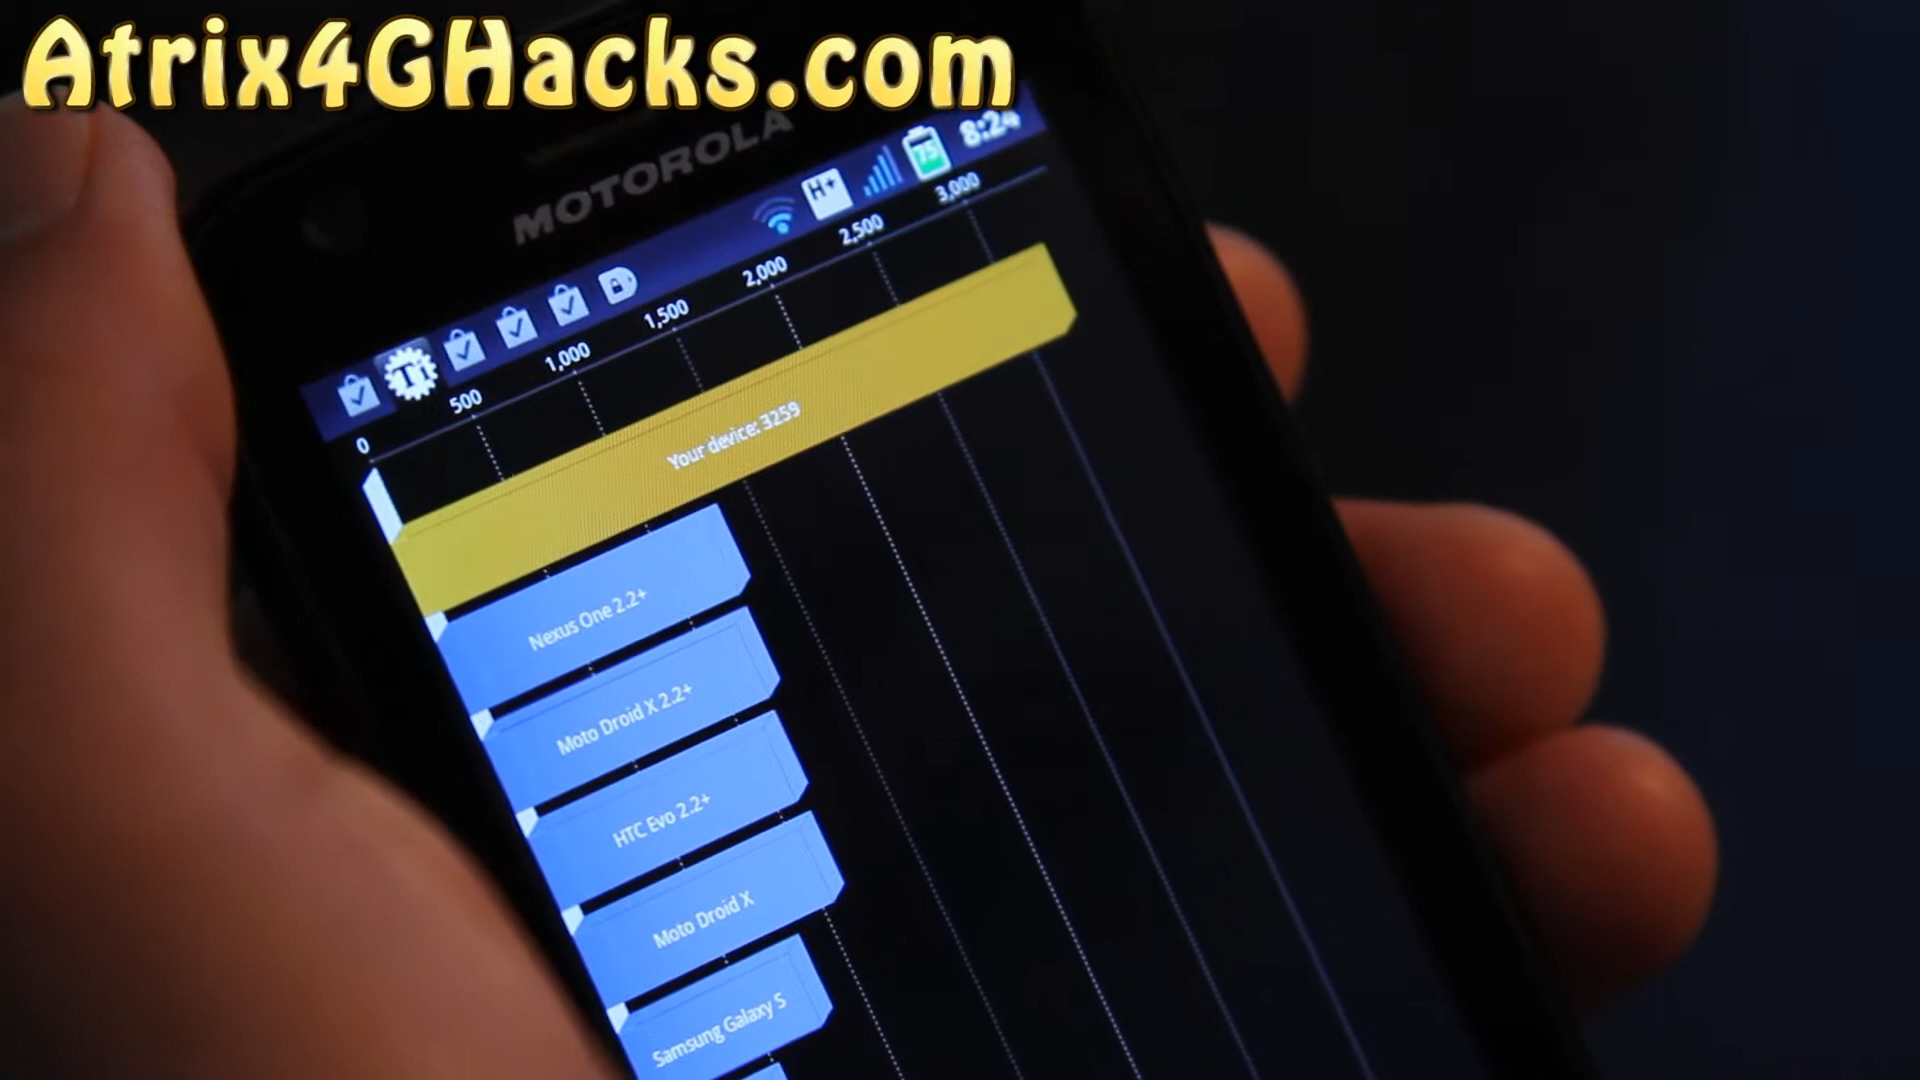 Atrix4GHacks.com
MOTOROLA
H+
75
8:24
Ti
0
500
1,000
1,500
2,000
2,500
3,000
Your device: 3259
Nexus One 2.2+
Moto Droid X 2.2+
HTC Evo 2.2+
Moto Droid X
Samsung Galaxy S